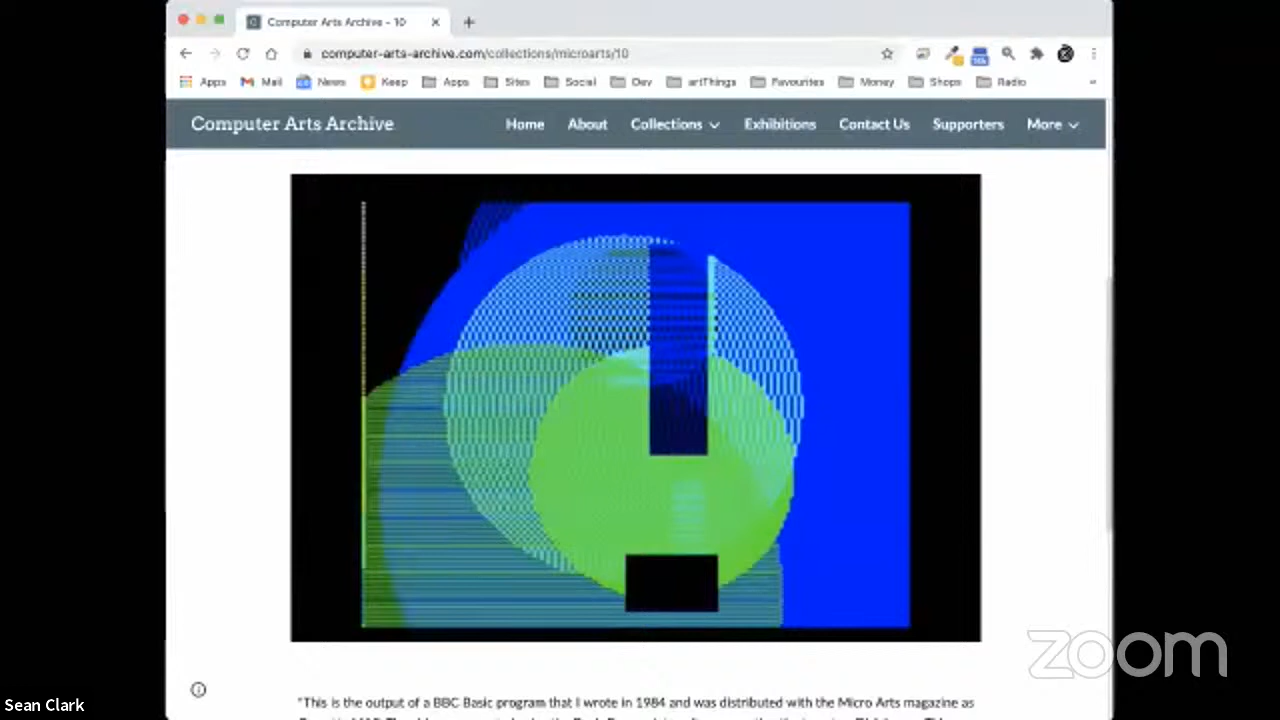 Computer Arts Archive - 10
computer-arts-archive.com/collections/microarts/10
Apps Mail News Keep Apps Sites Social Dev artThings Favourites Money Shops Radio
Computer Arts Archive Home About Collections Exhibitions Contact Us Supporters More
zoom
"This is the output of a BBC Basic program that I wrote in 1984 and was distributed with the Micro Arts magazine as
Sean Clark